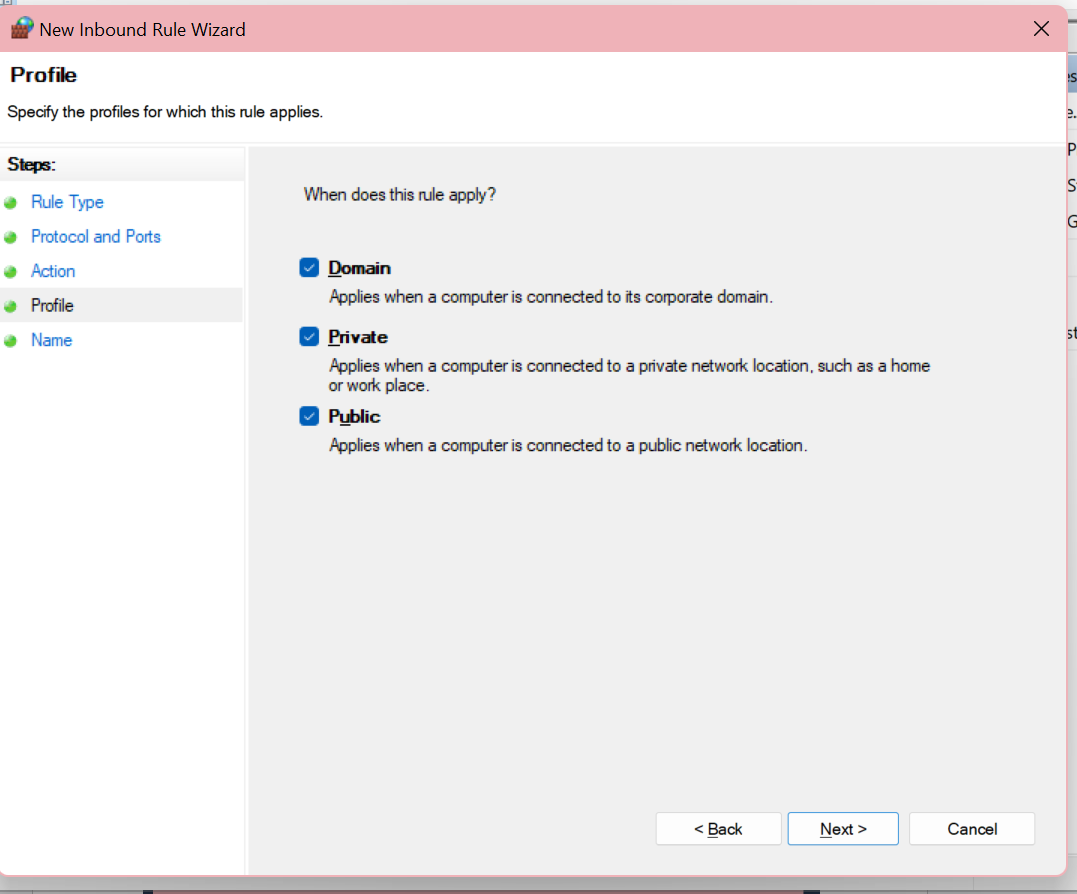 New Inbound Rule Wizard
Profile
Specify the profiles for which this rule applies.
Steps:
Rule Type
Protocol and Ports
Action
Profile
Name
When does this rule apply?
Domain
Applies when a computer is connected to its corporate domain.
Private
Applies when a computer is connected to a private network location, such as a home
or work place.
Public
Applies when a computer is connected to a public network location.
< Back
Next >
Cancel